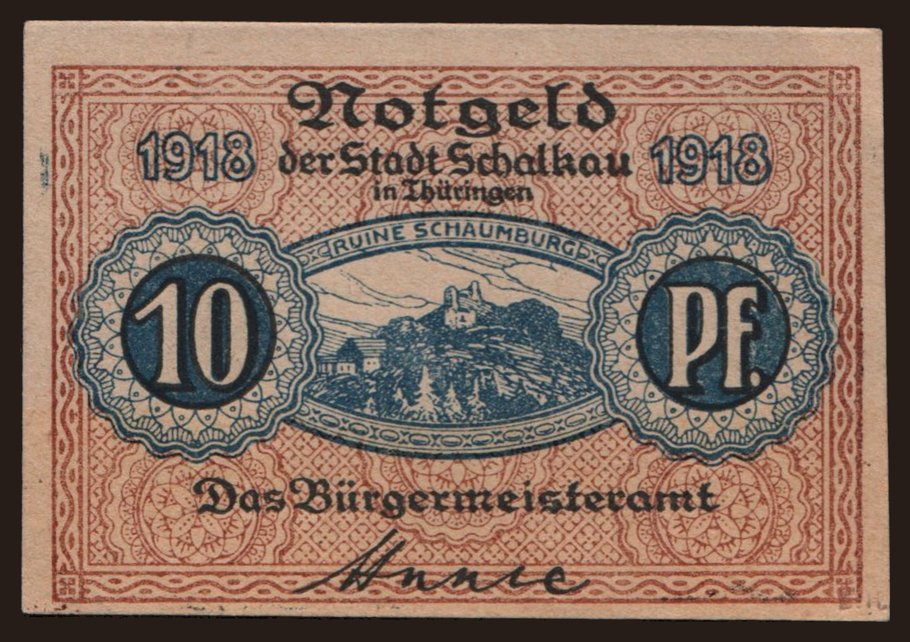 Notgeld
1918 der Stadt Schalkau 1918
in Thüringen
RUINE SCHAUMBURG
10 Pf.
Das Bürgermeisteramt